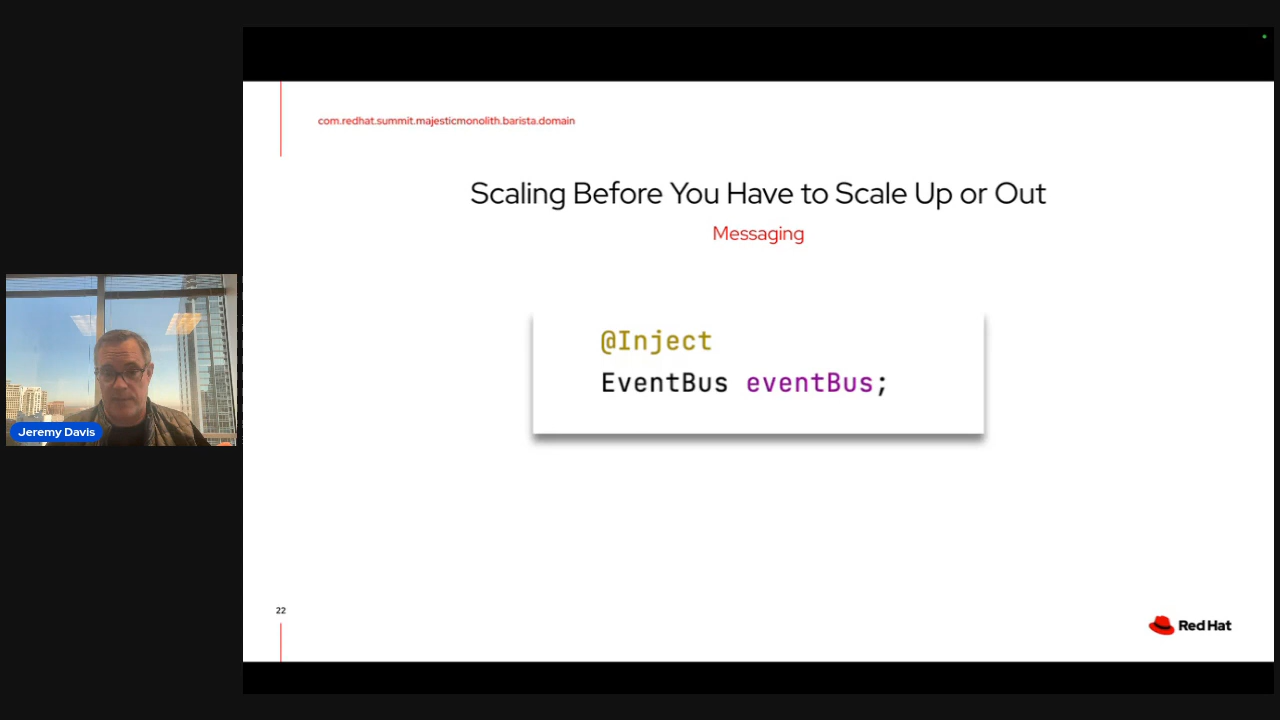 com.redhat.summit.majesticmonolith.barista.domain
Scaling Before You Have to Scale Up or Out
Messaging
@Inject
EventBus eventBus;
Jeremy Davis
22
Red Hat